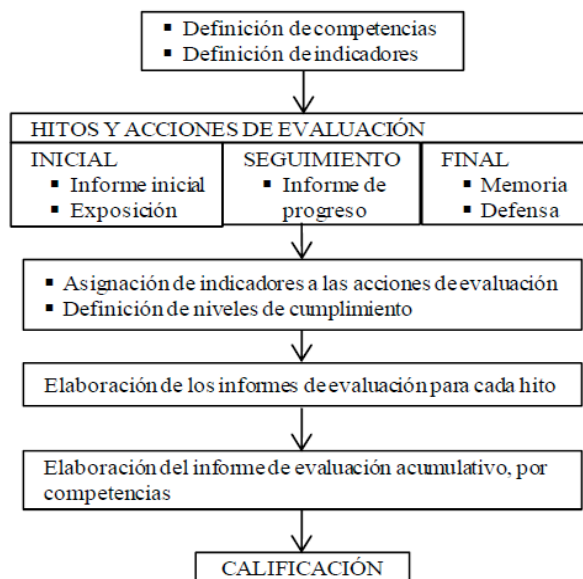 ▪ Definición de competencias
▪ Definición de indicadores
HITOS Y ACCIONES DE EVALUACIÓN
INICIAL
▪ Informe inicial
▪ Exposición
SEGUIMIENTO
▪ Informe de
progreso
FINAL
▪ Memoria
▪ Defensa
▪ Asignación de indicadores a las acciones de evaluación
▪ Definición de niveles de cumplimiento
Elaboración de los informes de evaluación para cada hito
Elaboración del informe de evaluación acumulativo, por
competencias
CALIFICACIÓN